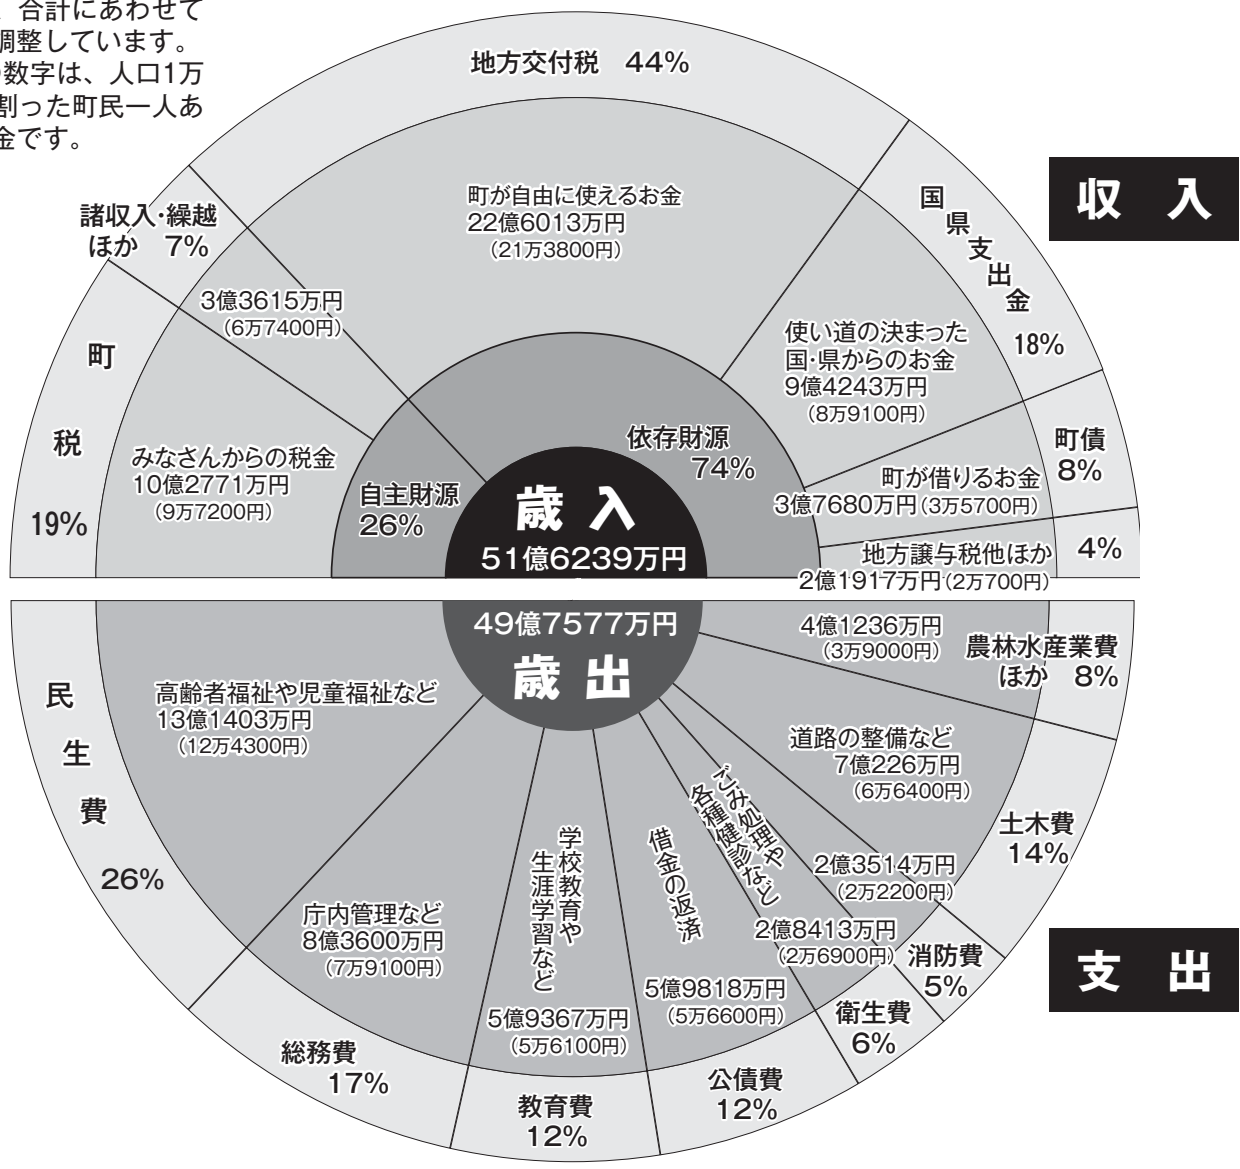 合計にあわせて
調整しています。
数字は、人口1万
割った町民一人あ
金です。
収 入
地方交付税 44%
町が自由に使えるお金
22億6013万円
(21万3800円)
諸収入・繰越
ほか 7%
3億3615万円
(6万7400円)
国県支出金
18%
使い道の決まった
国・県からのお金
9億4243万円
(8万9100円)
町税
19%
みなさんからの税金
10億2771万円
(9万7200円)
自主財源
26%
依存財源
74%
町債
8%
町が借りるお金
3億7680万円(3万5700円)
4%
地方譲与税他ほか
2億1917万円(2万700円)
歳入
51億6239万円
49億7577万円
歳出
4億1236万円
(3万9000円)
農林水産業費
ほか 8%
民生費
26%
高齢者福祉や児童福祉など
13億1403万円
(12万4300円)
道路の整備など
7億226万円
(6万6400円)
土木費
14%
2億3514万円
(2万2200円)
消防費
5%
ごみ処理や
各種健診など
2億8413万円
(2万6900円)
衛生費
6%
借金の返済
5億9818万円
(5万6600円)
公債費
12%
学校教育や
生涯学習など
5億9367万円
(5万6100円)
教育費
12%
庁内管理など
8億3600万円
(7万9100円)
総務費
17%
支 出